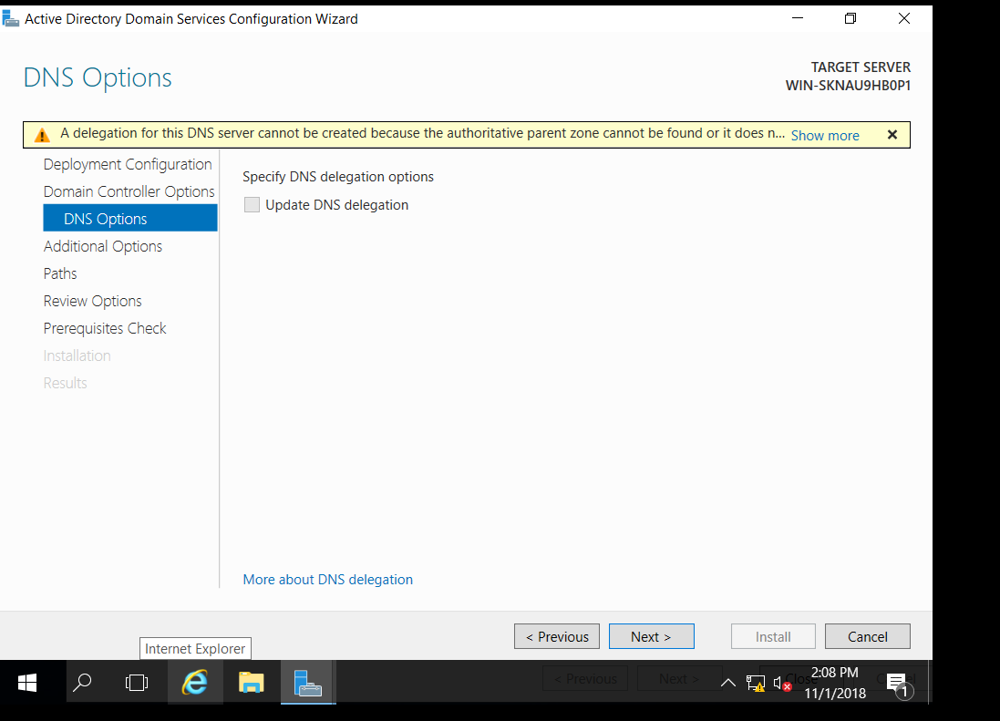 Active Directory Domain Services Configuration Wizard
DNS Options
TARGET SERVER
WIN-SKNAU9HB0P1
A delegation for this DNS server cannot be created because the authoritative parent zone cannot be found or it does n... Show more
Deployment Configuration
Domain Controller Options
DNS Options
Additional Options
Paths
Review Options
Prerequisites Check
Installation
Results
Specify DNS delegation options
Update DNS delegation
More about DNS delegation
< Previous
Next >
Install
Cancel
Internet Explorer
< Previous
Next >
Close
2:08 PM
11/1/2018
1